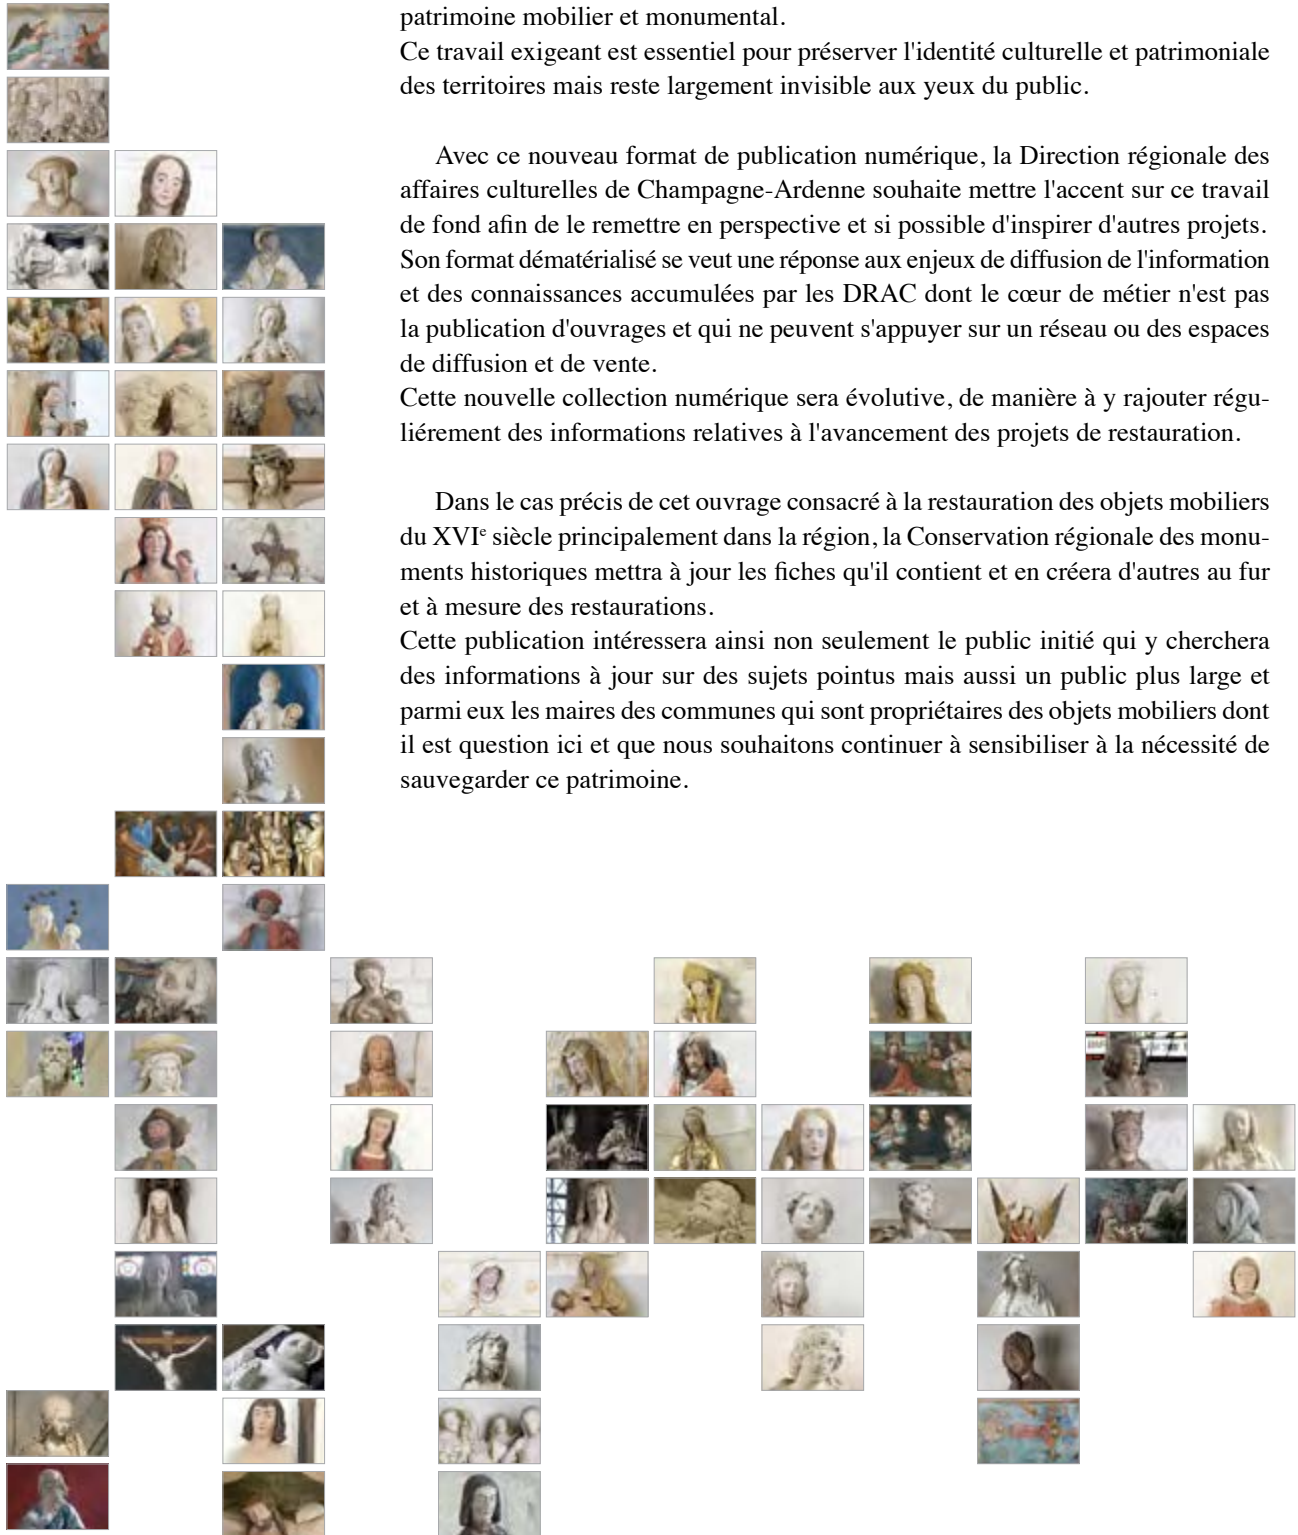 patrimoine mobilier et monumental.
Ce travail exigeant est essentiel pour préserver l'identité culturelle et patrimoniale
des territoires mais reste largement invisible aux yeux du public.
Avec ce nouveau format de publication numérique, la Direction régionale des
affaires culturelles de Champagne-Ardenne souhaite mettre l'accent sur ce travail
de fond afin de le remettre en perspective et si possible d'inspirer d'autres projets.
Son format dématérialisé se veut une réponse aux enjeux de diffusion de l'information
et des connaissances accumulées par les DRAC dont le cœur de métier n'est pas
la publication d'ouvrages et qui ne peuvent s'appuyer sur un réseau ou des espaces
de diffusion et de vente.
Cette nouvelle collection numérique sera évolutive, de manière à y rajouter régu-
liérement des informations relatives à l'avancement des projets de restauration.
Dans le cas précis de cet ouvrage consacré à la restauration des objets mobiliers
du XVIe siècle principalement dans la région, la Conservation régionale des monu-
ments historiques mettra à jour les fiches qu'il contient et en créera d'autres au fur
et à mesure des restaurations.
Cette publication intéressera ainsi non seulement le public initié qui y cherchera
des informations à jour sur des sujets pointus mais aussi un public plus large et
parmi eux les maires des communes qui sont propriétaires des objets mobiliers dont
il est question ici et que nous souhaitons continuer à sensibiliser à la nécessité de
sauvegarder ce patrimoine.